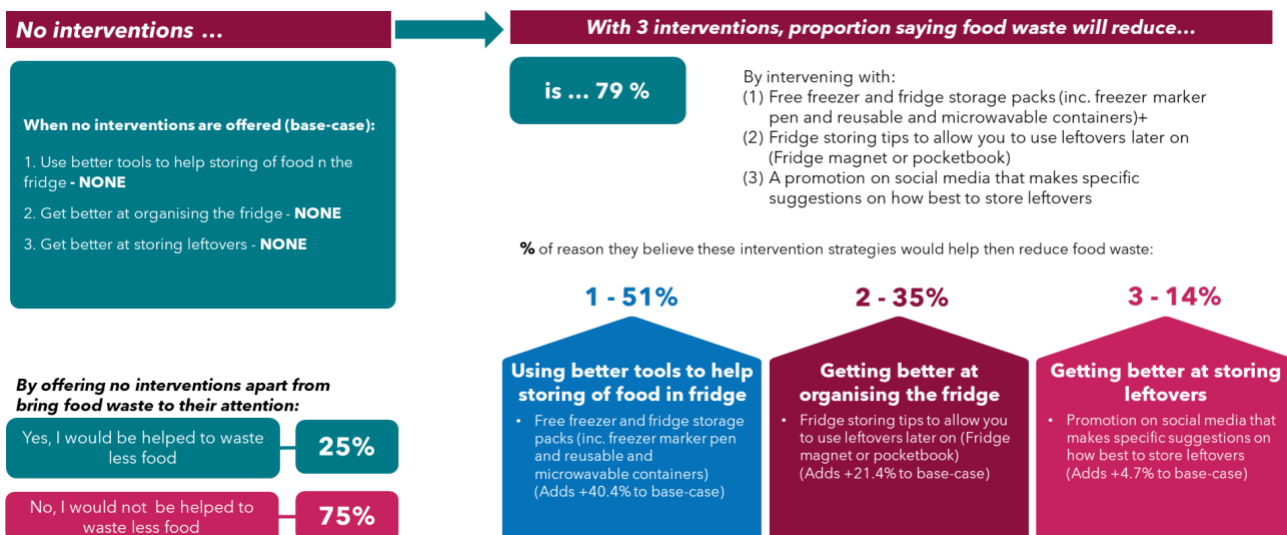 No interventions …
When no interventions are offered (base-case):
1. Use better tools to help storing of food n the
fridge - NONE
2. Get better at organising the fridge - NONE
3. Get better at storing leftovers - NONE
By offering no interventions apart from
bring food waste to their attention:
Yes, I would be helped to waste
less food
25%
No, I would not  be helped to
waste less food
75%
With 3 interventions, proportion saying food waste will reduce…
is … 79 %
By intervening with:
(1) Free freezer and fridge storage packs (inc. freezer marker
pen and reusable and microwavable containers)+
(2) Fridge storing tips to allow you to use leftovers later on
(Fridge magnet or pocketbook)
(3) A promotion on social media that makes specific
suggestions on how best to store leftovers
% of reason they believe these intervention strategies would help then reduce food waste:
1 - 51%
Using better tools to help
storing of food in fridge
• Free freezer and fridge storage
packs (inc. freezer marker pen
and reusable and
microwavable containers)
(Adds +40.4% to base-case)
2 - 35%
Getting better at
organising the fridge
• Fridge storing tips to allow you
to use leftovers later on (Fridge
magnet or pocketbook)
(Adds +21.4% to base-case)
3 - 14%
Getting better at storing
leftovers
• Promotion on social media that
makes specific suggestions on
how best to store leftovers
(Adds +4.7% to base-case)